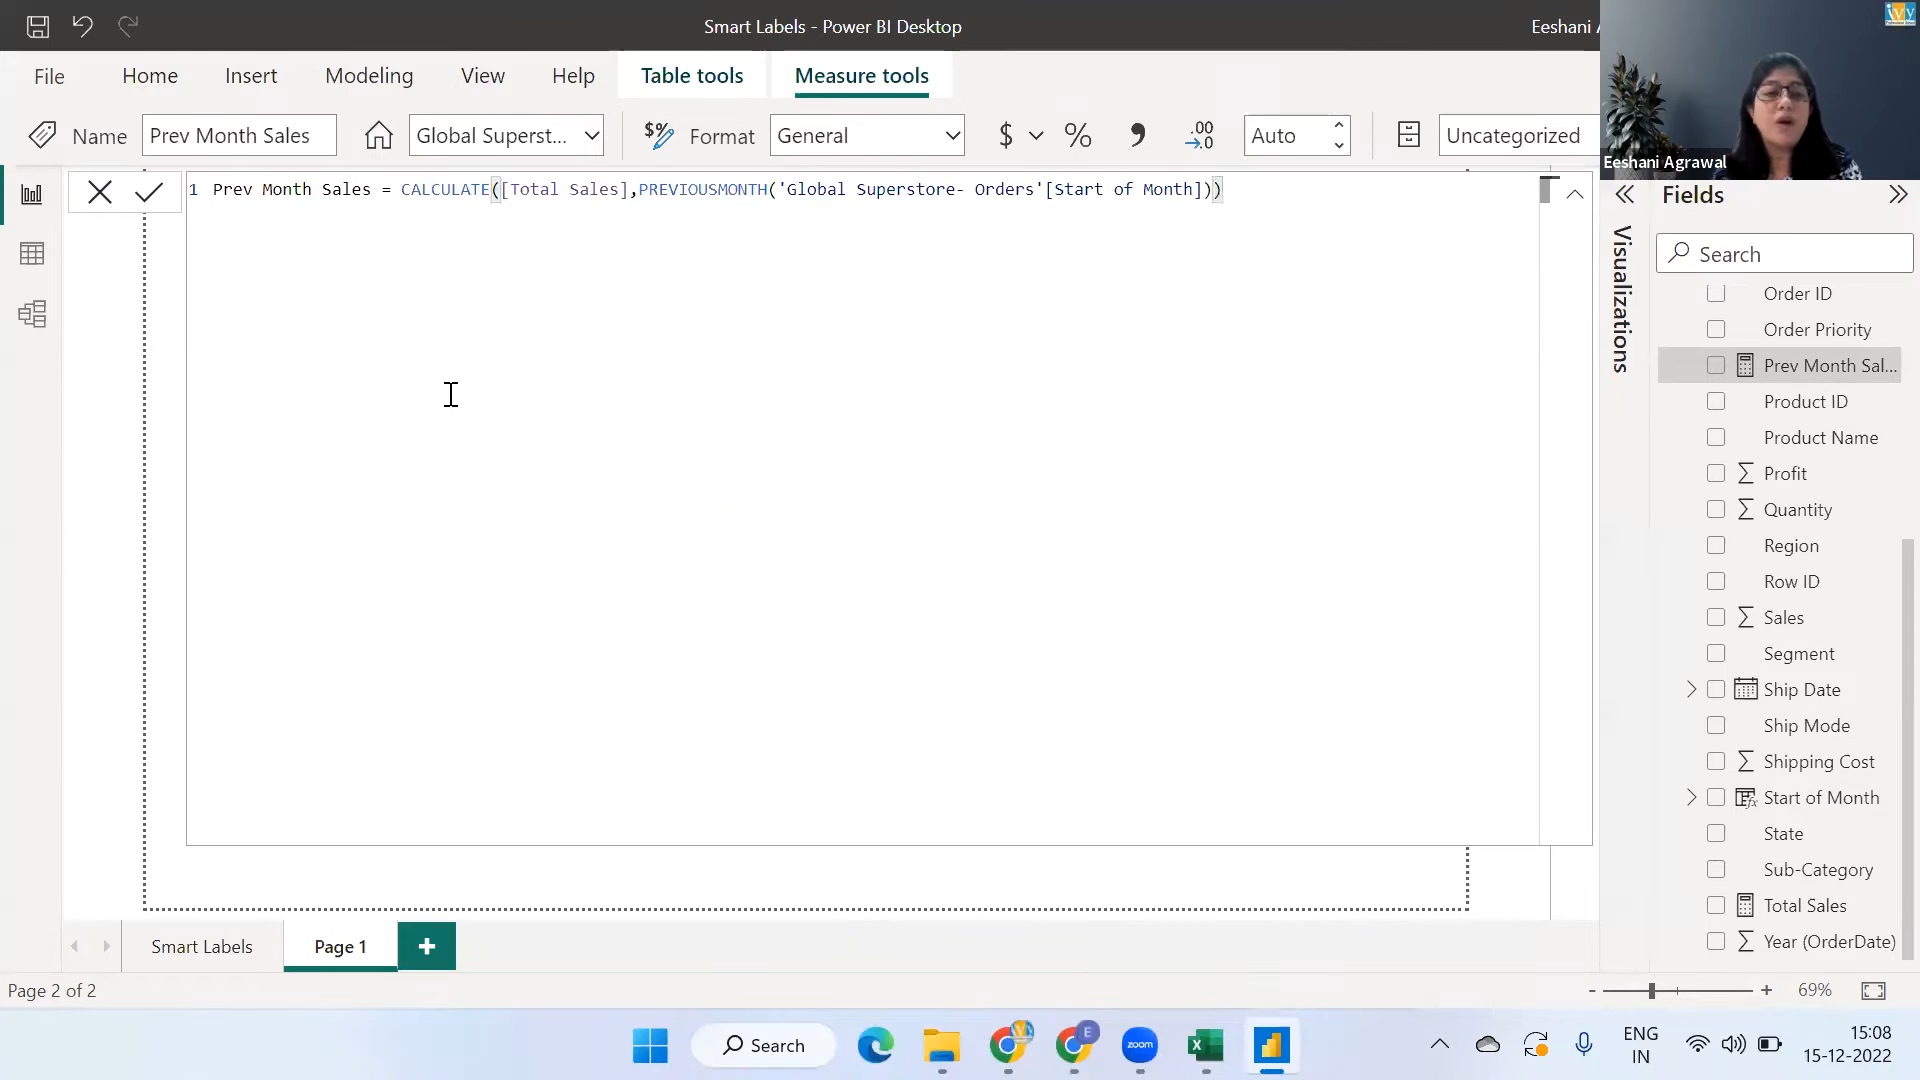 Smart Labels - Power BI Desktop
Eeshani A
ivy
File
Home
Insert
Modeling
View
Help
Table tools
Measure tools
Name
Prev Month Sales
Global Superst...
Format
General
$
%
.00
Auto
Uncategorized
Eeshani Agrawal
1 Prev Month Sales = CALCULATE([Total Sales],PREVIOUSMONTH('Global Superstore- Orders'[Start of Month]))
Visualizations
Fields
Search
Order ID
Order Priority
Prev Month Sal...
Product ID
Product Name
Profit
Quantity
Region
Row ID
Sales
Segment
Ship Date
Ship Mode
Shipping Cost
Start of Month
State
Sub-Category
Total Sales
Year (OrderDate)
Smart Labels
Page 1
+
Page 2 of 2
- + 69%
Search
E
zoom
ENG
IN
15:08
15-12-2022